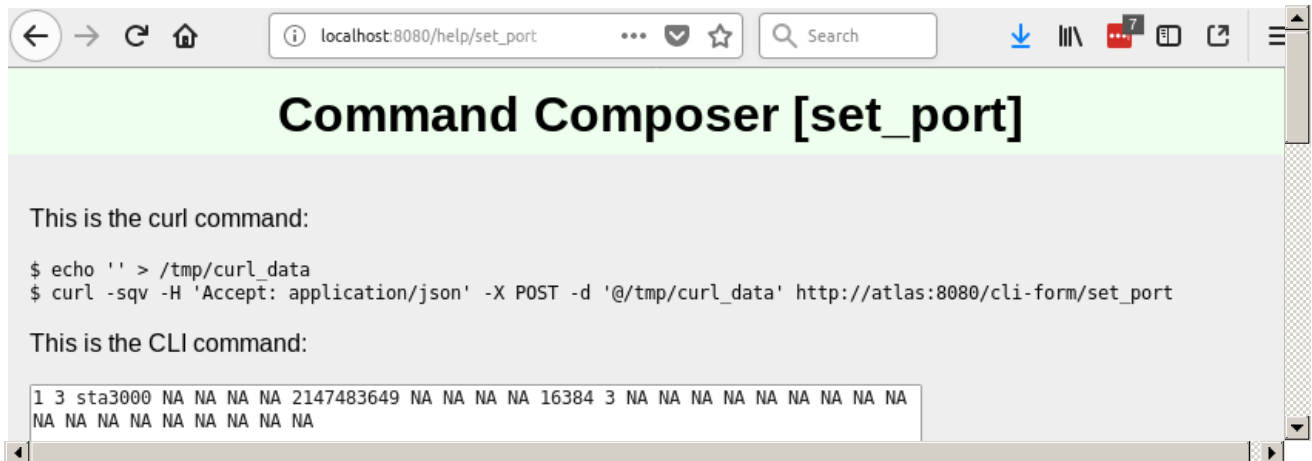 localhost:8080/help/set_port
Search
7
Command Composer [set_port]
This is the curl command:
$ echo '' > /tmp/curl_data
$ curl -sqv -H 'Accept: application/json' -X POST -d '@/tmp/curl_data' http://atlas:8080/cli-form/set_port
This is the CLI command:
1 3 sta3000 NA NA NA NA 2147483649 NA NA NA NA 16384 3 NA NA NA NA NA NA NA NA NA
NA NA NA NA NA NA NA NA NA